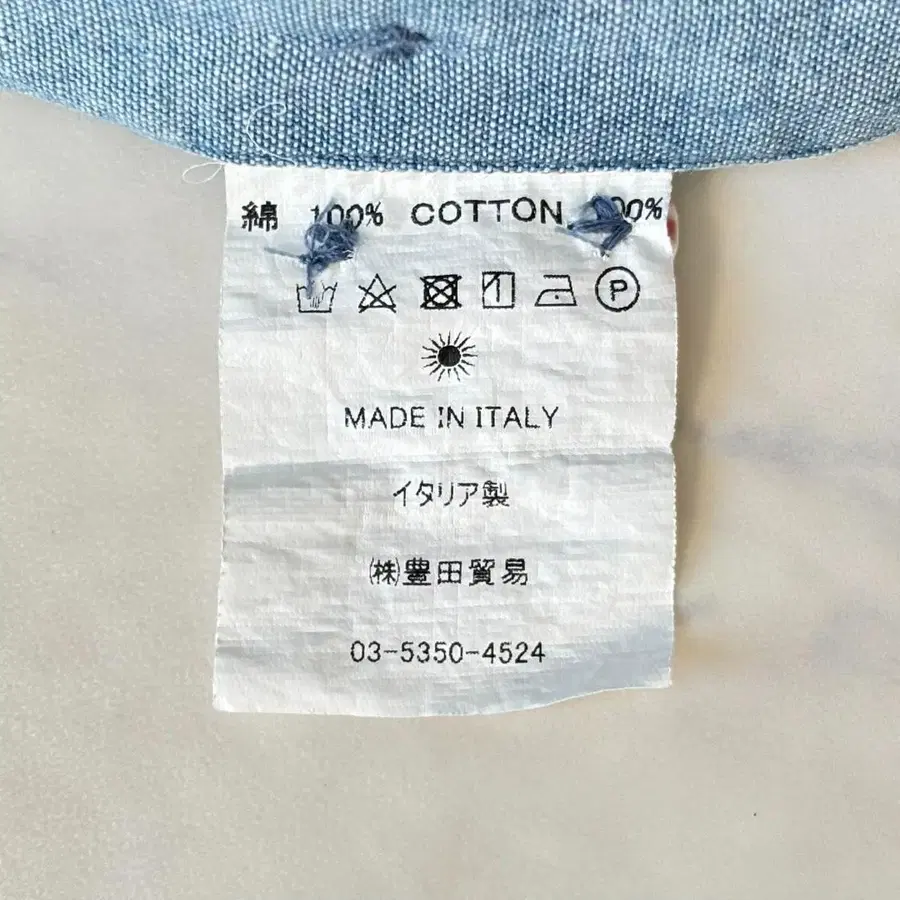 綿 100% COTTON 100%
P
MADE IN ITALY
イタリア製
㈱豊田貿易
03-5350-4524